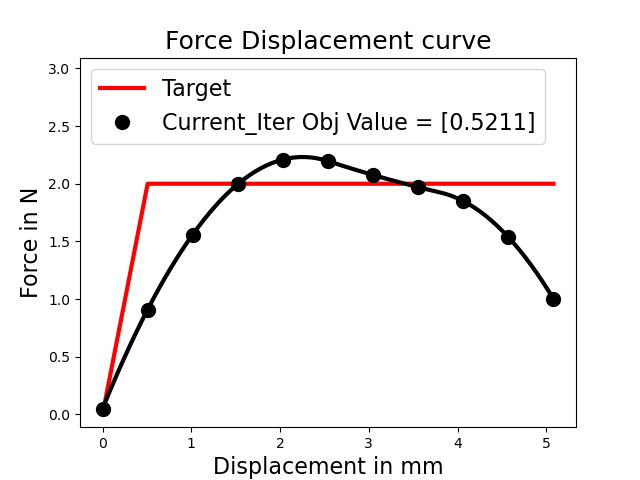 Force Displacement curve
Target
Current_Iter Obj Value = [0.5211]
3.0
2.5
2.0
1.5
1.0
0.5
0.0
Force in N
0 1 2 3 4 5
Displacement in mm